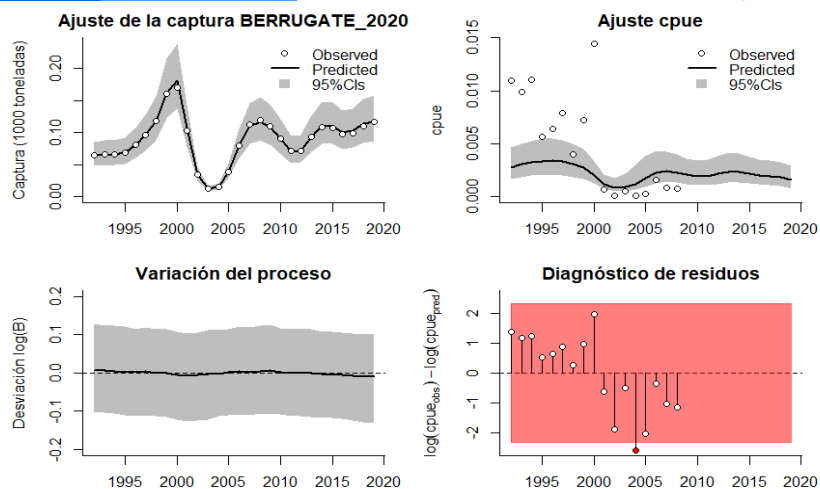 Ajuste de la captura BERRUGATE_2020
Captura (1000 toneladas)
0.00 0.10 0.20
Observed
Predicted
95%CIs
1995 2000 2005 2010 2015 2020
Ajuste cpue
cpue
0.000 0.005 0.010 0.015
Observed
Predicted
95%CIs
1995 2000 2005 2010 2015 2020
Variación del proceso
Desviación log(B)
-0.2 -0.1 0.0 0.1 0.2
1995 2000 2005 2010 2015 2020
Diagnóstico de residuos
log(cpue_obs) − log(cpue_pred)
-2 -1 0 1 2
1995 2000 2005 2010 2015 2020